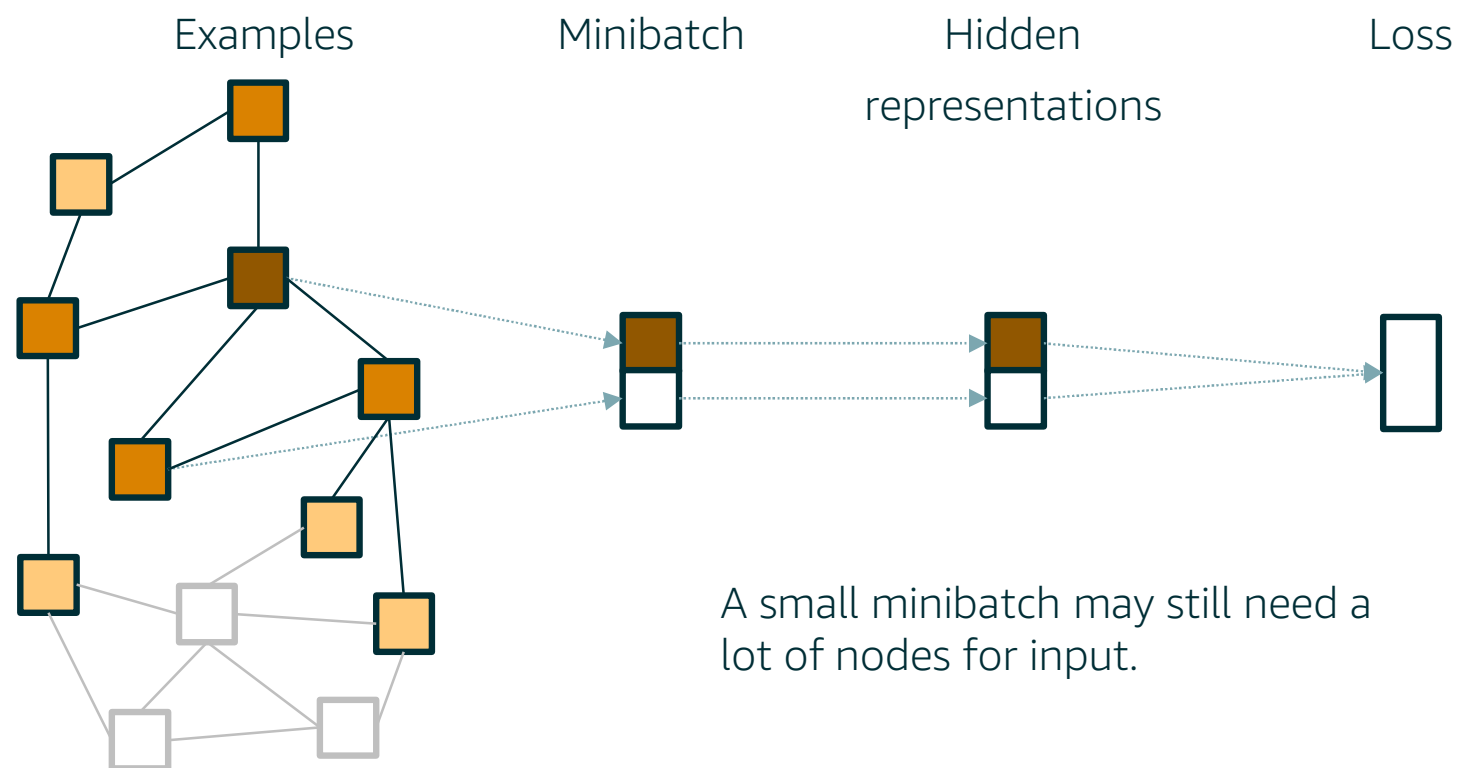 Examples
Minibatch
Hidden
representations
Loss
A small minibatch may still need a
lot of nodes for input.